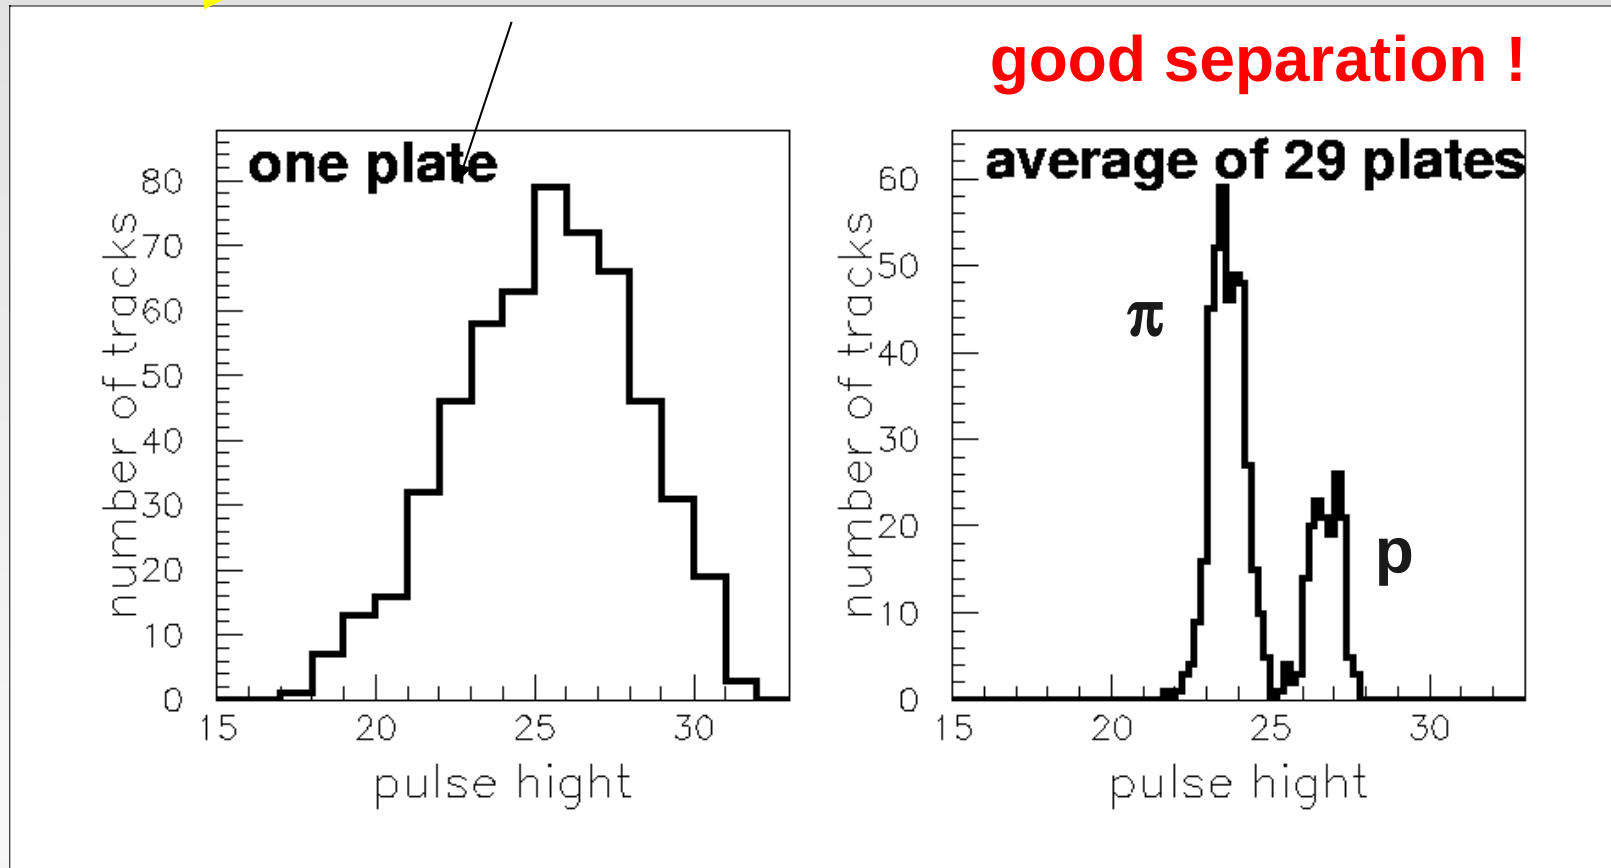 good separation !
one plate
number of tracks
80
70
60
50
40
30
20
10
0
15 20 25 30
pulse hight
average of 29 plates
number of tracks
60
50
40
30
20
10
0
π
p
15 20 25 30
pulse hight